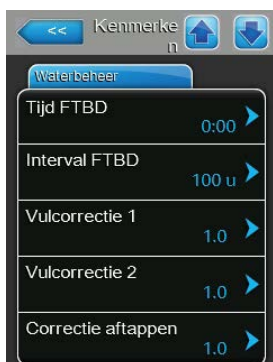 << Kenmerke
n
Waterbeheer
Tijd FTBD
0:00
Interval FTBD
100 u
Vulcorrectie 1
1.0
Vulcorrectie 2
1.0
Correctie aftappen
1.0